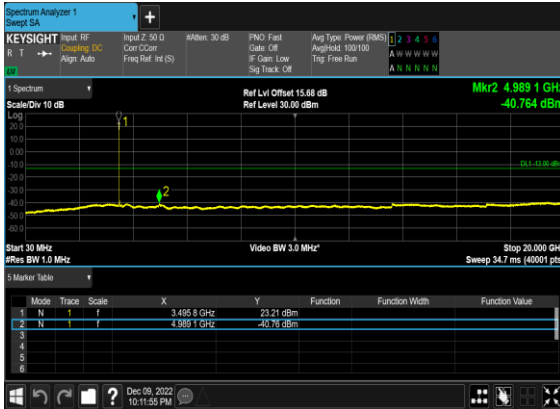 Spectrum Analyzer 1
Swept SA
+
KEYSIGHT Input: RF Input Z: 50 Ω #Atten: 30 dB PNO: Fast Avg Type: Power (RMS) 1 2 3 4 5 6
R T Coupling: DC Corr CCorr Gate: Off Avg|Hold: 100/100 A W W W W W
Align: Auto Freq Ref: Int (S) IF Gain: Low Trig: Free Run
LXI Sig Track: Off A N N N N N
1 Spectrum Ref Lvl Offset 15.68 dB Mkr2 4.989 1 GHz
Scale/Div 10 dB Ref Level 30.00 dBm -40.764 dBm
Log
20.0
10.0
0.00
-10.0
DL1 -13.00 dBm
-20.0
-30.0
-40.0
-50.0
-60.0
1
2
Start 30 MHz Video BW 3.0 MHz* Stop 20.000 GHz
#Res BW 1.0 MHz Sweep 34.7 ms (40001 pts)
5 Marker Table
Mode Trace Scale X Y Function Function Width Function Value
1 N 1 f 3.495 8 GHz 23.21 dBm
2 N 1 f 4.989 1 GHz -40.76 dBm
3
4
5
6
? Dec 09, 2022
10:11:55 PM